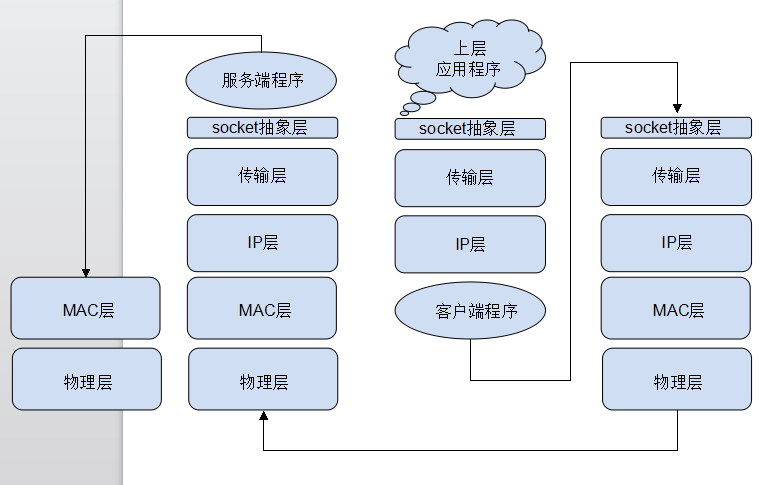 服务端程序
socket抽象层
传输层
IP层
MAC层
物理层
MAC层
物理层
上层
应用程序
socket抽象层
传输层
IP层
客户端程序
socket抽象层
传输层
IP层
MAC层
物理层